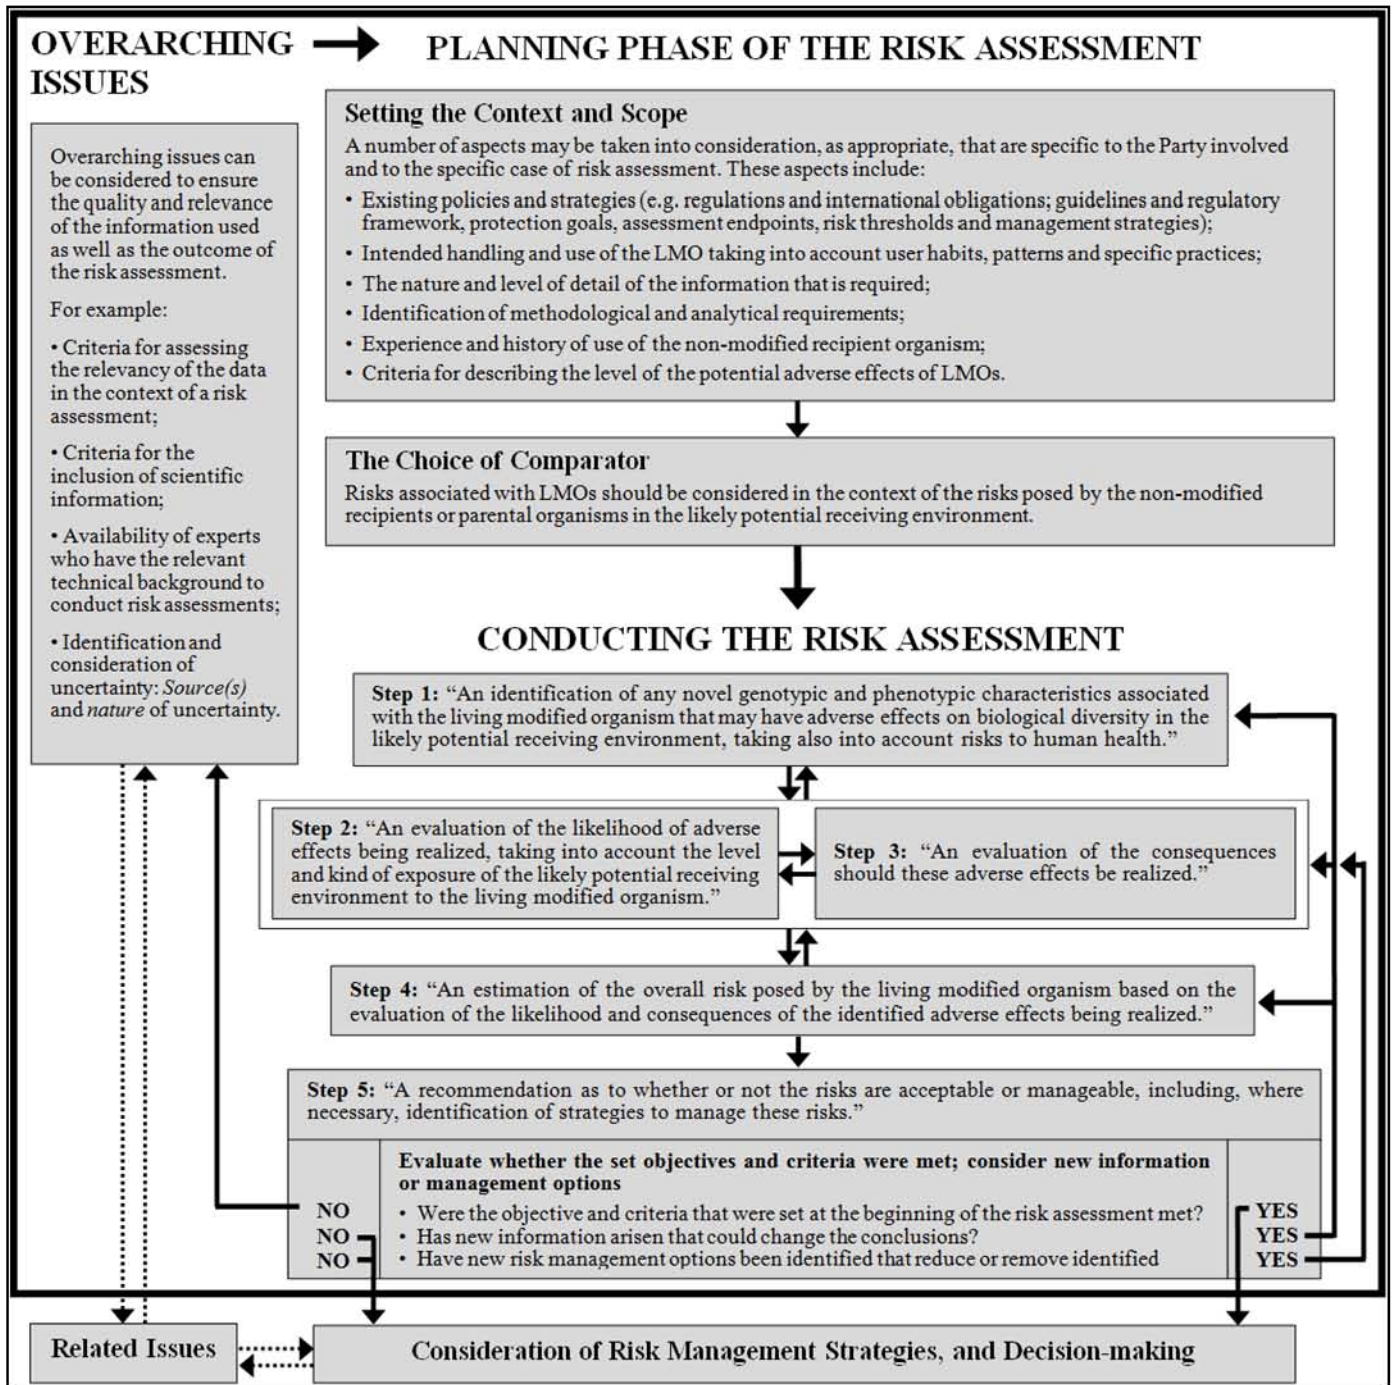 OVERARCHING
ISSUES
PLANNING PHASE OF THE RISK ASSESSMENT
Overarching issues can
be considered to ensure
the quality and relevance
of the information used
as well as the outcome of
the risk assessment.
For example:
• Criteria for assessing
the relevancy of the data
in the context of a risk
assessment;
• Criteria for the
inclusion of scientific
information;
• Availability of experts
who have the relevant
technical background to
conduct risk assessments;
• Identification and
consideration of
uncertainty: Source(s)
and nature of uncertainty.
Setting the Context and Scope
A number of aspects may be taken into consideration, as appropriate, that are specific to the Party involved
and to the specific case of risk assessment. These aspects include:
• Existing policies and strategies (e.g. regulations and international obligations; guidelines and regulatory
framework, protection goals, assessment endpoints, risk thresholds and management strategies);
• Intended handling and use of the LMO taking into account user habits, patterns and specific practices;
• The nature and level of detail of the information that is required;
• Identification of methodological and analytical requirements;
• Experience and history of use of the non-modified recipient organism;
• Criteria for describing the level of the potential adverse effects of LMOs.
The Choice of Comparator
Risks associated with LMOs should be considered in the context of the risks posed by the non-modified
recipients or parental organisms in the likely potential receiving environment.
CONDUCTING THE RISK ASSESSMENT
Step 1: “An identification of any novel genotypic and phenotypic characteristics associated
with the living modified organism that may have adverse effects on biological diversity in the
likely potential receiving environment, taking also into account risks to human health.”
Step 2: “An evaluation of the likelihood of adverse
effects being realized, taking into account the level
and kind of exposure of the likely potential receiving
environment to the living modified organism.”
Step 3: “An evaluation of the consequences
should these adverse effects be realized.”
Step 4: “An estimation of the overall risk posed by the living modified organism based on the
evaluation of the likelihood and consequences of the identified adverse effects being realized.”
Step 5: “A recommendation as to whether or not the risks are acceptable or manageable, including, where
necessary, identification of strategies to manage these risks.”
Evaluate whether the set objectives and criteria were met; consider new information
or management options
NO • Were the objective and criteria that were set at the beginning of the risk assessment met? YES
NO • Has new information arisen that could change the conclusions? YES
NO • Have new risk management options been identified that reduce or remove identified YES
Related Issues
Consideration of Risk Management Strategies, and Decision-making